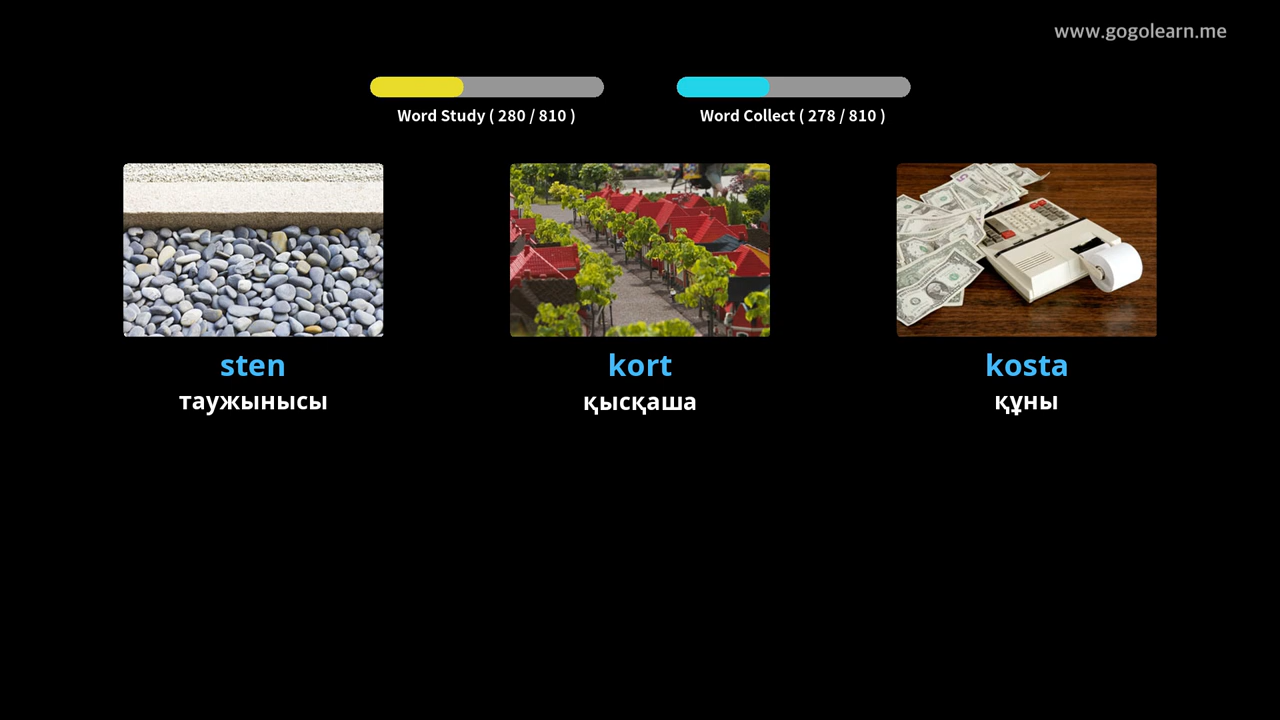 www.gogolearn.me
Word Study ( 280 / 810 )
Word Collect ( 278 / 810 )
sten
таужынысы
kort
қысқаша
kosta
құны